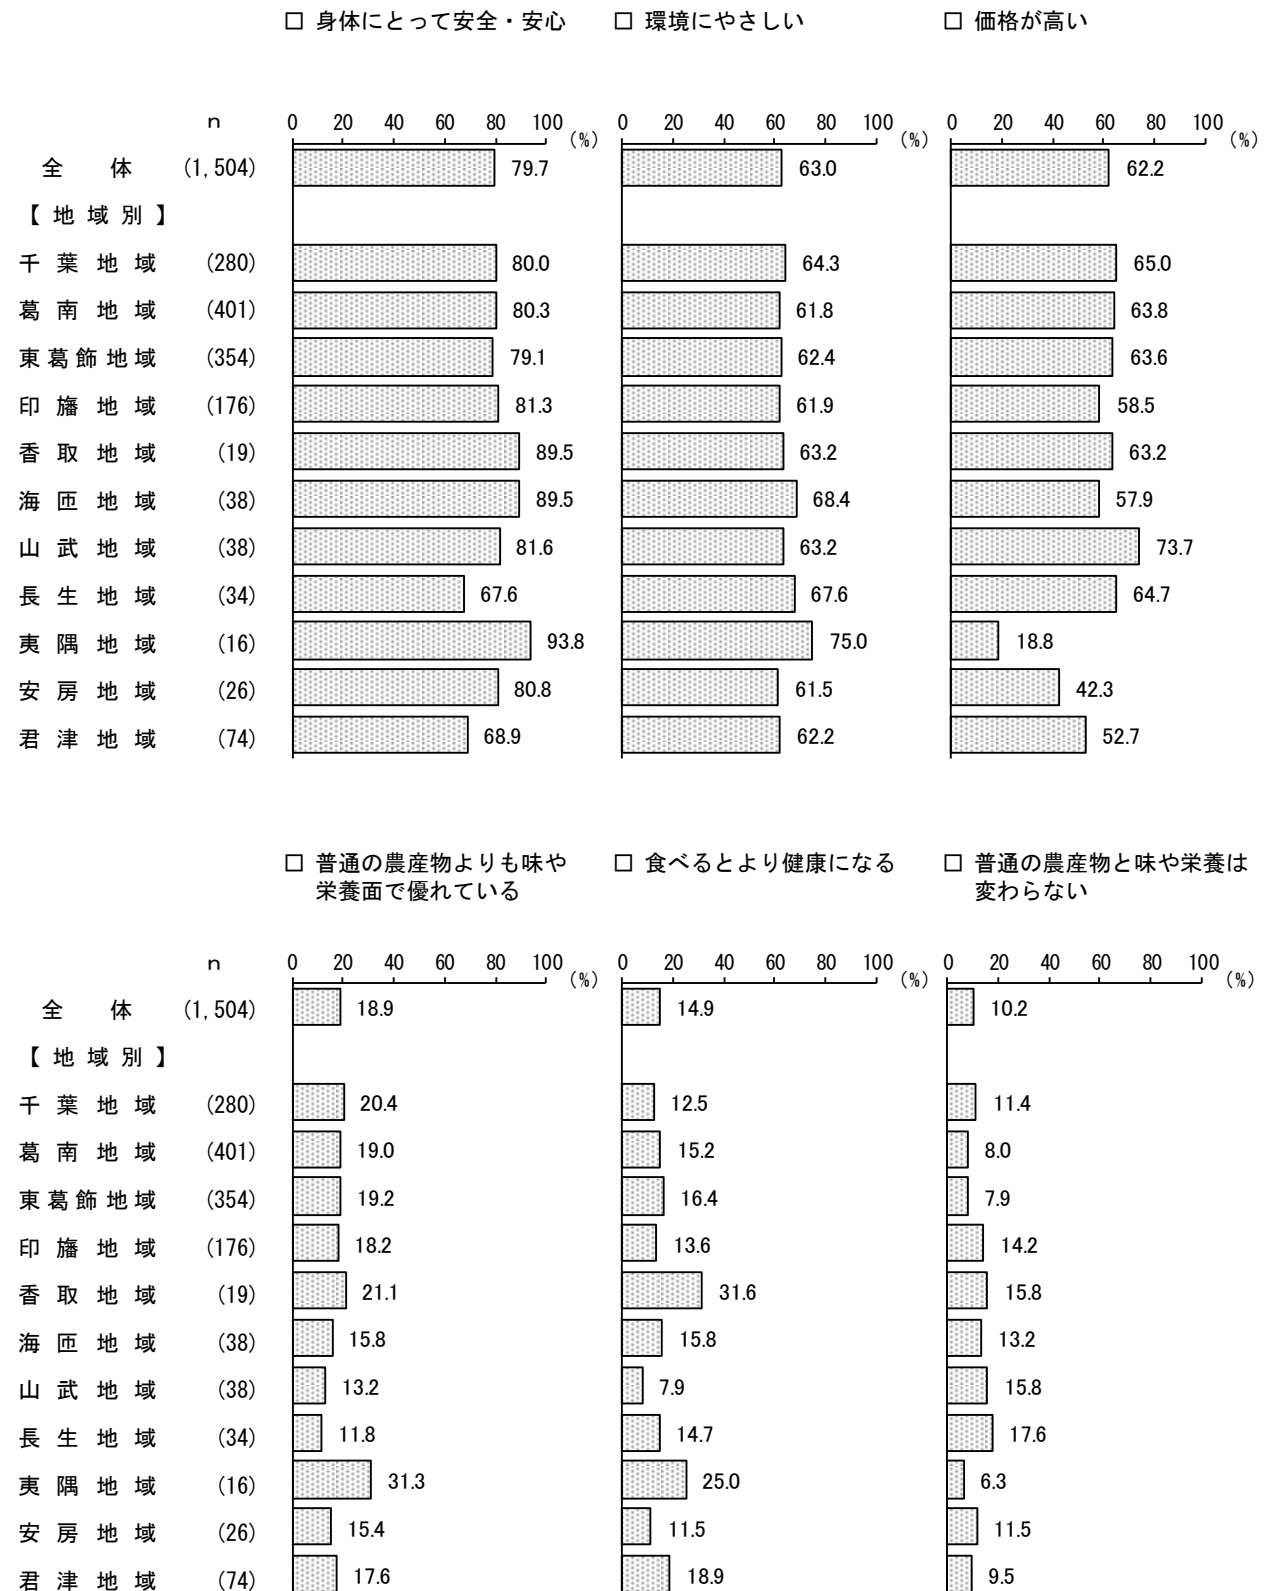 □ 身体にとって安全・安心 □ 環境にやさしい □ 価格が高い
n 0 20 40 60 80 100 (%) 0 20 40 60 80 100 (%) 0 20 40 60 80 100 (%)
全体 (1,504) 79.7 63.0 62.2
【地域別】
千葉地域 (280) 80.0 64.3 65.0
葛南地域 (401) 80.3 61.8 63.8
東葛飾地域 (354) 79.1 62.4 63.6
印旛地域 (176) 81.3 61.9 58.5
香取地域 (19) 89.5 63.2 63.2
海匝地域 (38) 89.5 68.4 57.9
山武地域 (38) 81.6 63.2 73.7
長生地域 (34) 67.6 67.6 64.7
夷隅地域 (16) 93.8 75.0 18.8
安房地域 (26) 80.8 61.5 42.3
君津地域 (74) 68.9 62.2 52.7
□ 普通の農産物よりも味や □ 食べるとより健康になる □ 普通の農産物と味や栄養は
栄養面で優れている 変わらない
n 0 20 40 60 80 100 (%) 0 20 40 60 80 100 (%) 0 20 40 60 80 100 (%)
全体 (1,504) 18.9 14.9 10.2
【地域別】
千葉地域 (280) 20.4 12.5 11.4
葛南地域 (401) 19.0 15.2 8.0
東葛飾地域 (354) 19.2 16.4 7.9
印旛地域 (176) 18.2 13.6 14.2
香取地域 (19) 21.1 31.6 15.8
海匝地域 (38) 15.8 15.8 13.2
山武地域 (38) 13.2 7.9 15.8
長生地域 (34) 11.8 14.7 17.6
夷隅地域 (16) 31.3 25.0 6.3
安房地域 (26) 15.4 11.5 11.5
君津地域 (74) 17.6 18.9 9.5